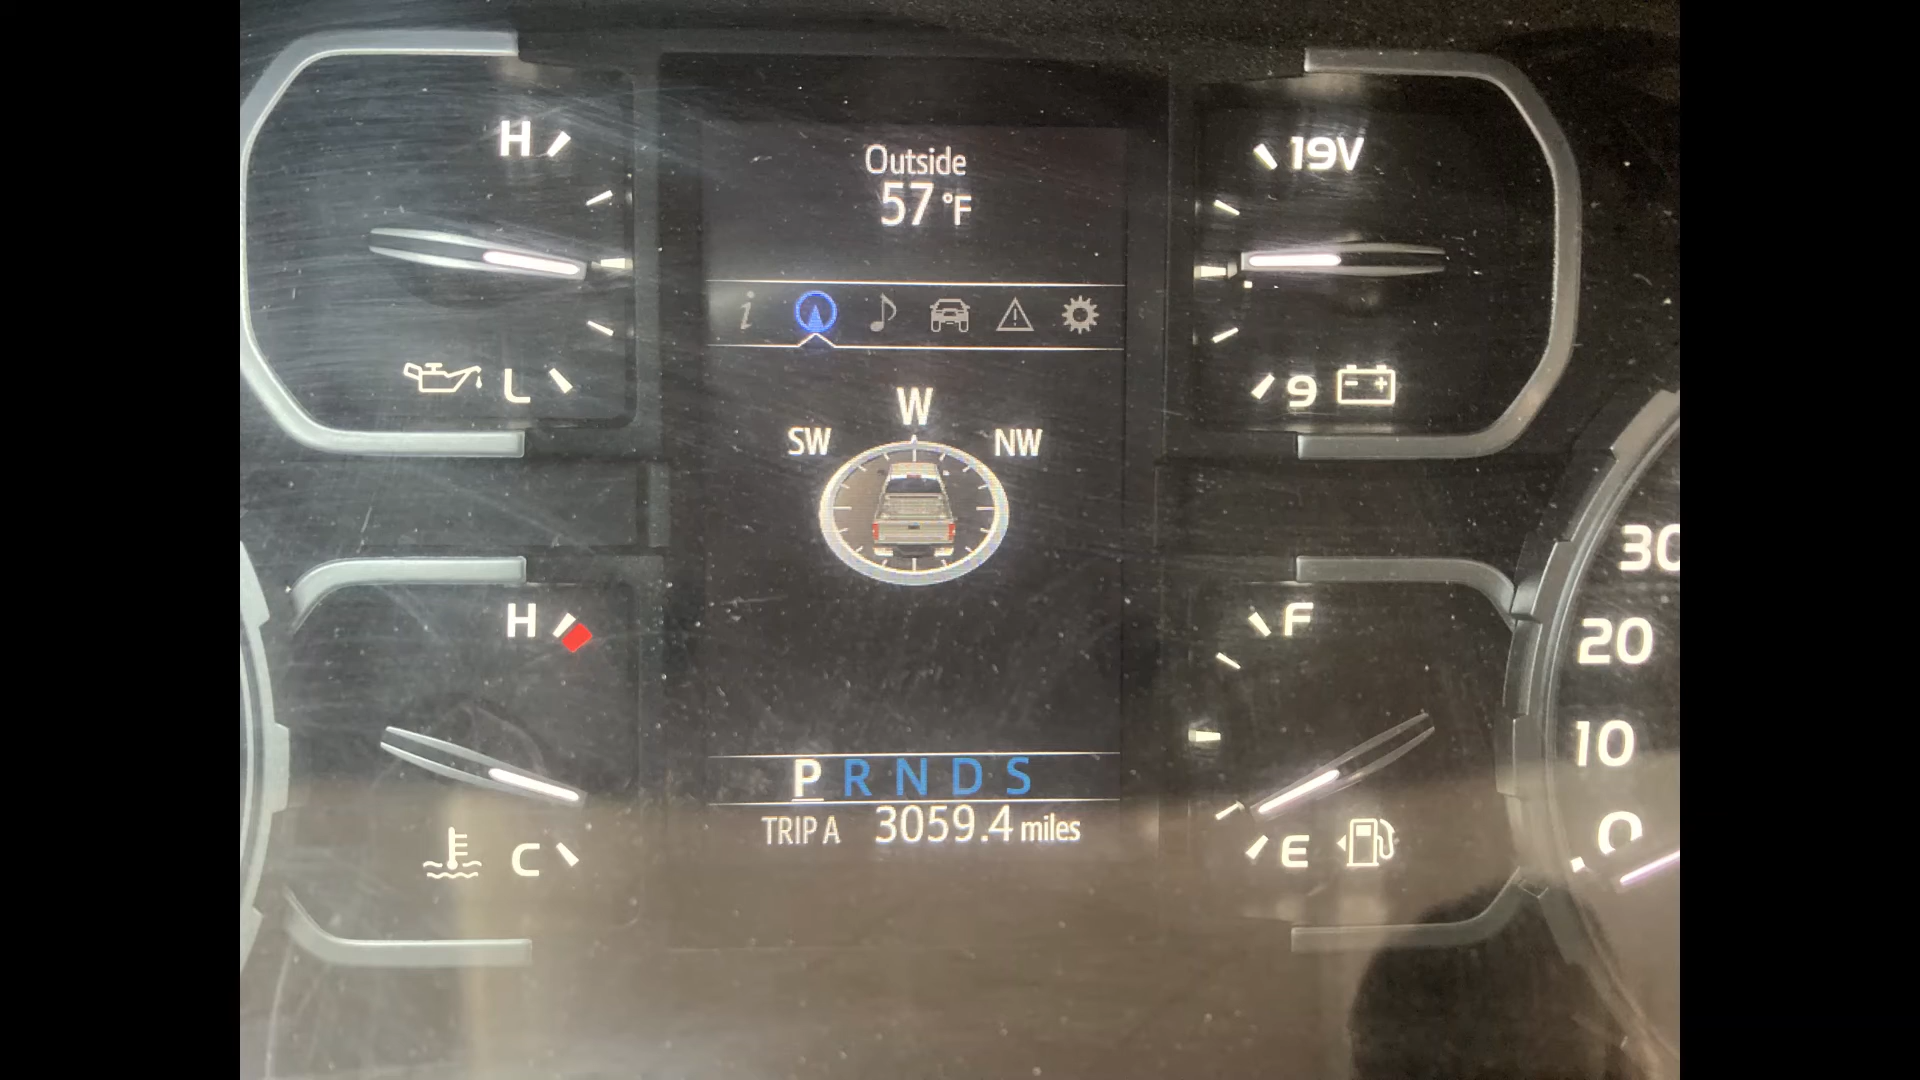 H
19V
Outside
57 °F
i
L
9
W
SW
NW
H
F
30
20
10
0
P R N D S
TRIP A 3059.4 miles
C
E